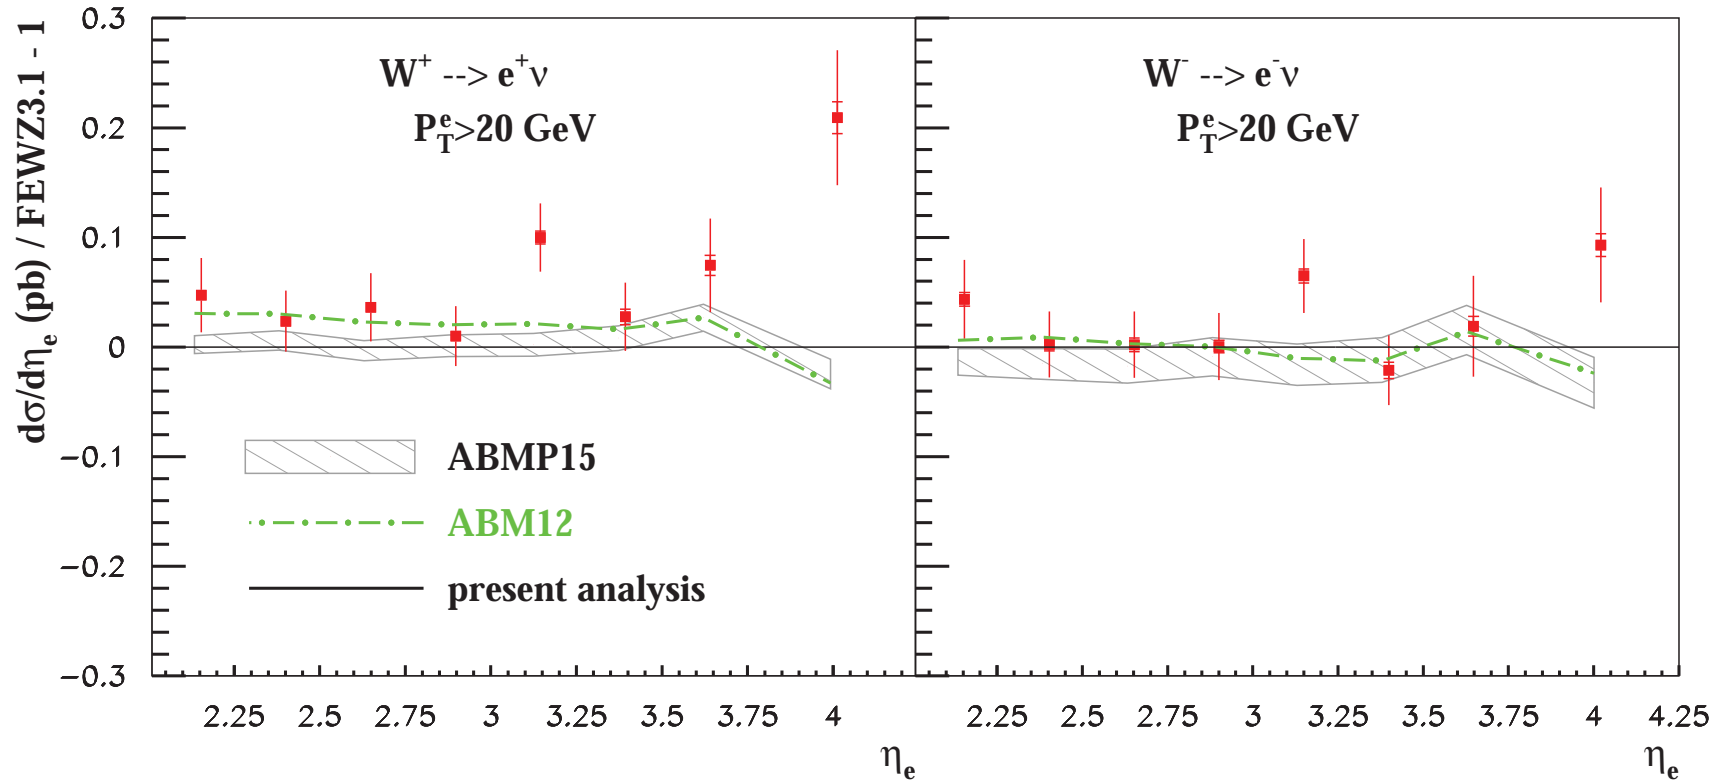 dσ/dηe (pb) / FEWZ3.1 - 1
0.3
0.2
0.1
0
−0.1
−0.2
−0.3
W+ --> e+ν
PeT>20 GeV
ABMP15
ABM12
present analysis
2.25 2.5 2.75 3 3.25 3.5 3.75 4
ηe
W- --> e-ν
PeT>20 GeV
2.25 2.5 2.75 3 3.25 3.5 3.75 4 4.25
ηe